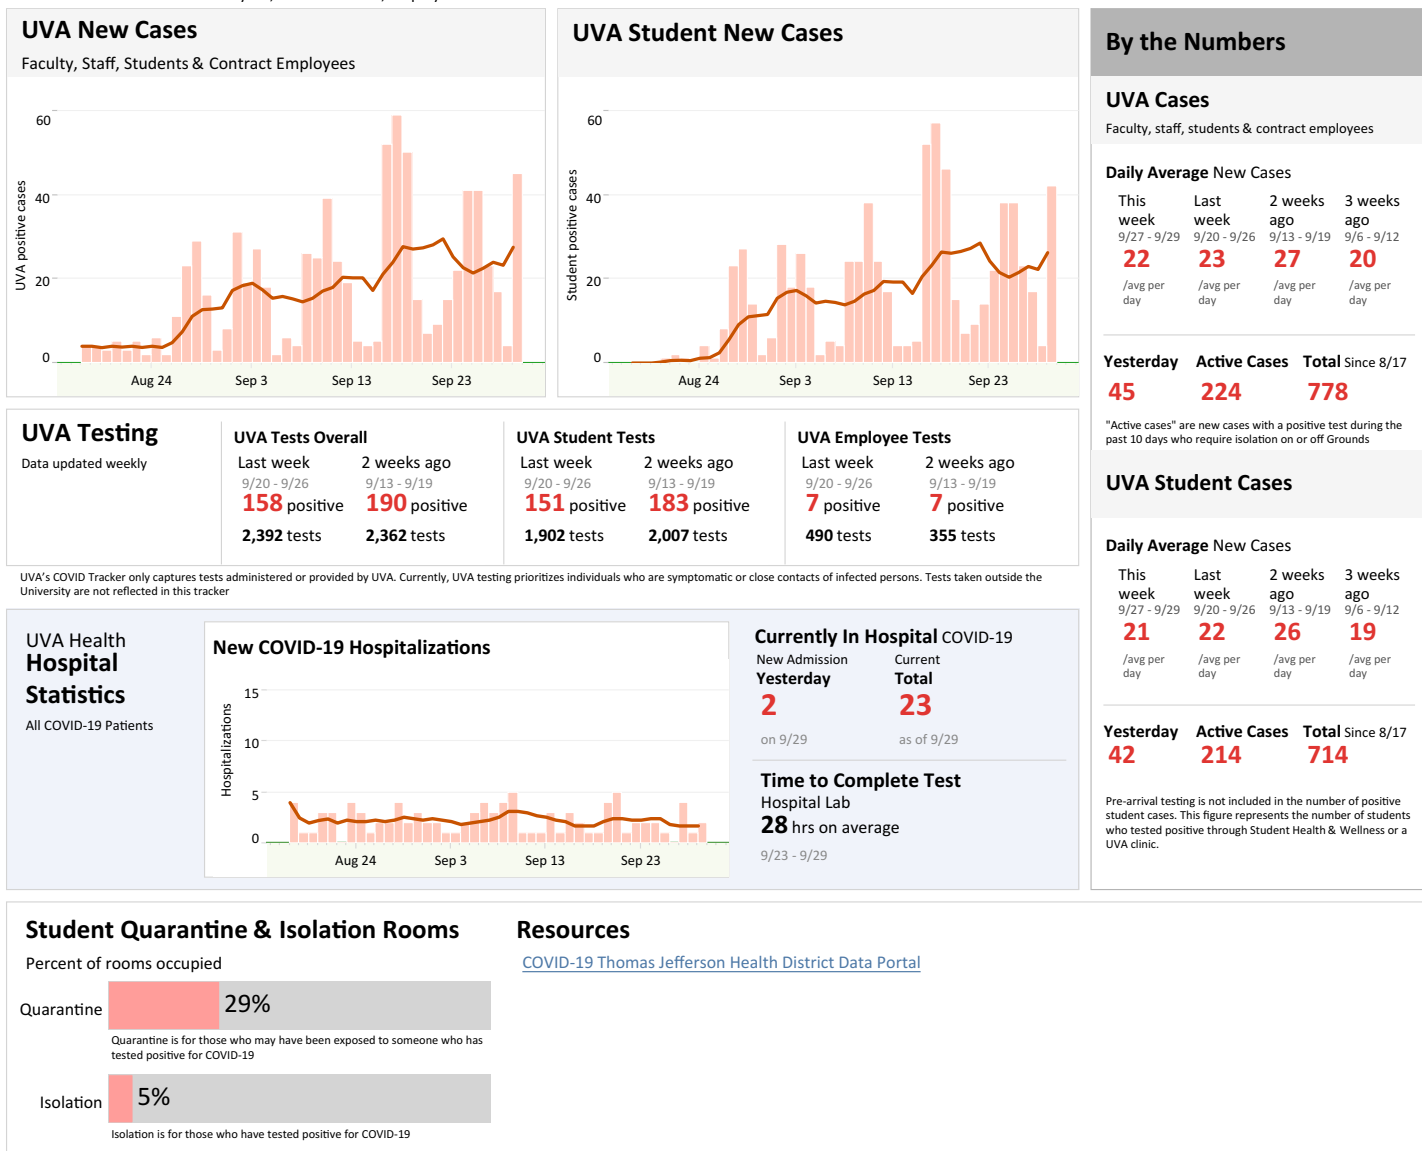 UVA New Cases
Faculty, Staff, Students & Contract Employees
UVA positive cases
60
40
20
0
Aug 24 Sep 3 Sep 13 Sep 23
UVA Student New Cases
Student positive cases
60
40
20
0
Aug 24 Sep 3 Sep 13 Sep 23
By the Numbers
UVA Cases
Faculty, staff, students & contract employees
Daily Average New Cases
This week Last week 2 weeks ago 3 weeks ago
9/27 - 9/29 9/20 - 9/26 9/13 - 9/19 9/6 - 9/12
22 23 27 20
/avg per day /avg per day /avg per day /avg per day
Yesterday Active Cases Total Since 8/17
45 224 778
"Active cases" are new cases with a positive test during the
past 10 days who require isolation on or off Grounds
UVA Student Cases
Daily Average New Cases
This week Last week 2 weeks ago 3 weeks ago
9/27 - 9/29 9/20 - 9/26 9/13 - 9/19 9/6 - 9/12
21 22 26 19
/avg per day /avg per day /avg per day /avg per day
Yesterday Active Cases Total Since 8/17
42 214 714
Pre-arrival testing is not included in the number of positive
student cases. This figure represents the number of students
who tested positive through Student Health & Wellness or a
UVA clinic.
UVA Testing
Data updated weekly
UVA Tests Overall
Last week 2 weeks ago
9/20 - 9/26 9/13 - 9/19
158 positive 190 positive
2,392 tests 2,362 tests
UVA Student Tests
Last week 2 weeks ago
9/20 - 9/26 9/13 - 9/19
151 positive 183 positive
1,902 tests 2,007 tests
UVA Employee Tests
Last week 2 weeks ago
9/20 - 9/26 9/13 - 9/19
7 positive 7 positive
490 tests 355 tests
UVA's COVID Tracker only captures tests administered or provided by UVA. Currently, UVA testing prioritizes individuals who are symptomatic or close contacts of infected persons. Tests taken outside the
University are not reflected in this tracker
UVA Health
Hospital
Statistics
All COVID-19 Patients
New COVID-19 Hospitalizations
Hospitalizations
15
10
5
0
Aug 24 Sep 3 Sep 13 Sep 23
Currently In Hospital COVID-19
New Admission Current
Yesterday Total
2 23
on 9/29 as of 9/29
Time to Complete Test
Hospital Lab
28 hrs on average
9/23 - 9/29
Student Quarantine & Isolation Rooms
Percent of rooms occupied
Quarantine 29%
Quarantine is for those who may have been exposed to someone who has
tested positive for COVID-19
Isolation 5%
Isolation is for those who have tested positive for COVID-19
Resources
COVID-19 Thomas Jefferson Health District Data Portal